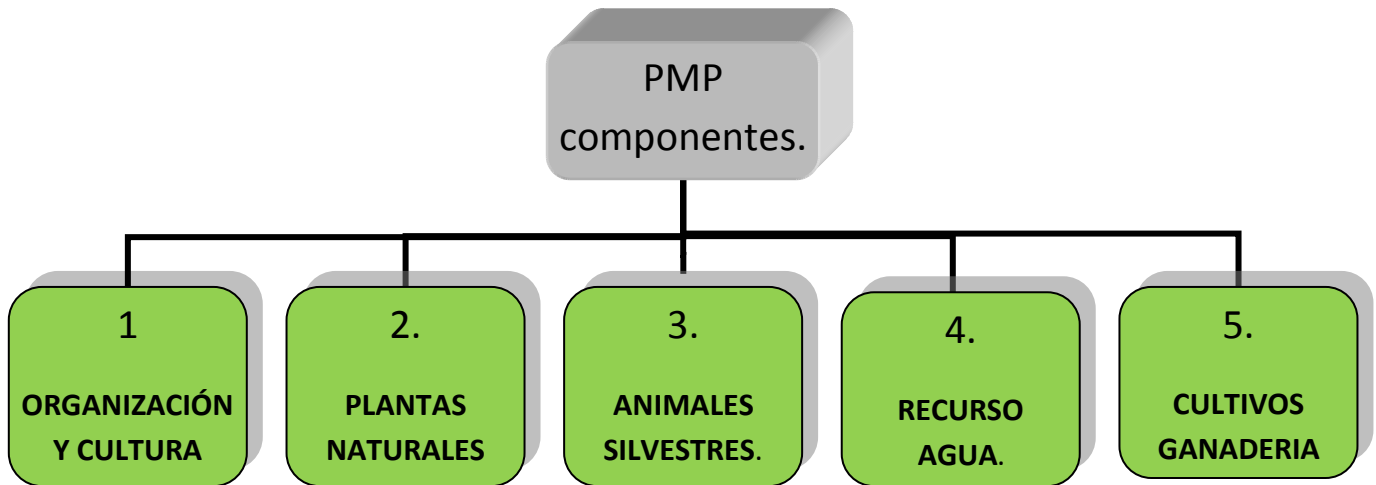 PMP
componentes.
1
ORGANIZACIÓN
Y CULTURA
2.
PLANTAS
NATURALES
3.
ANIMALES
SILVESTRES.
4.
RECURSO
AGUA.
5.
CULTIVOS
GANADERIA